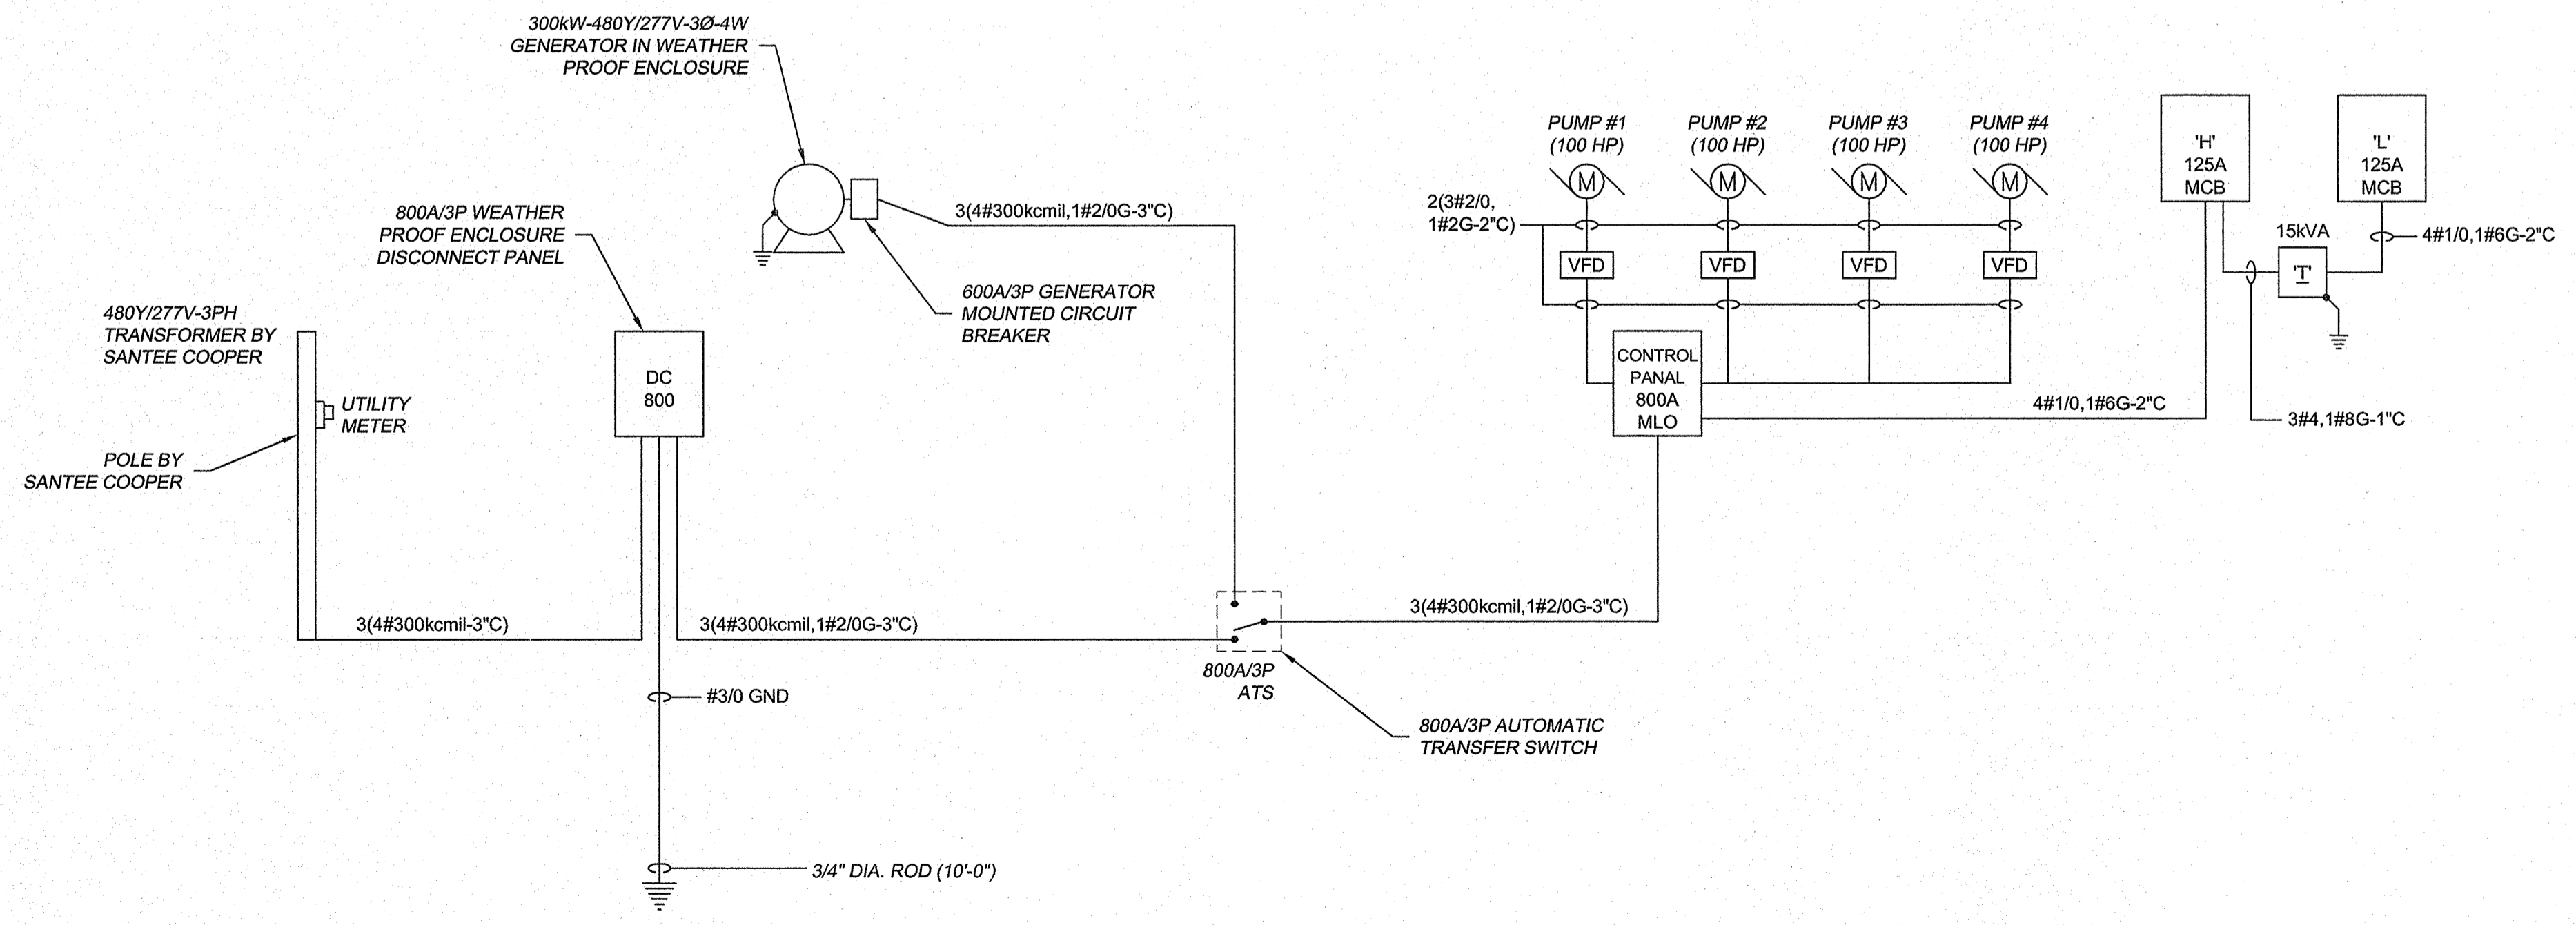 300kW-480Y/277V-3Ø-4W
GENERATOR IN WEATHER
PROOF ENCLOSURE
800A/3P WEATHER
PROOF ENCLOSURE
DISCONNECT PANEL
480Y/277V-3PH
TRANSFORMER BY
SANTEE COOPER
UTILITY
METER
POLE BY
SANTEE COOPER
DC
800
3(4#300kcmil-3"C)
3(4#300kcmil,1#2/0G-3"C)
#3/0 GND
3/4" DIA. ROD (10'-0")
3(4#300kcmil,1#2/0G-3"C)
600A/3P GENERATOR
MOUNTED CIRCUIT
BREAKER
800A/3P
ATS
800A/3P AUTOMATIC
TRANSFER SWITCH
3(4#300kcmil,1#2/0G-3"C)
2(3#2/0,
1#2G-2"C)
PUMP #1
(100 HP)
PUMP #2
(100 HP)
PUMP #3
(100 HP)
PUMP #4
(100 HP)
M
M
M
M
VFD
VFD
VFD
VFD
CONTROL
PANAL
800A
MLO
4#1/0,1#6G-2"C
'H'
125A
MCB
'L'
125A
MCB
15kVA
'T'
4#1/0,1#6G-2"C
3#4,1#8G-1"C